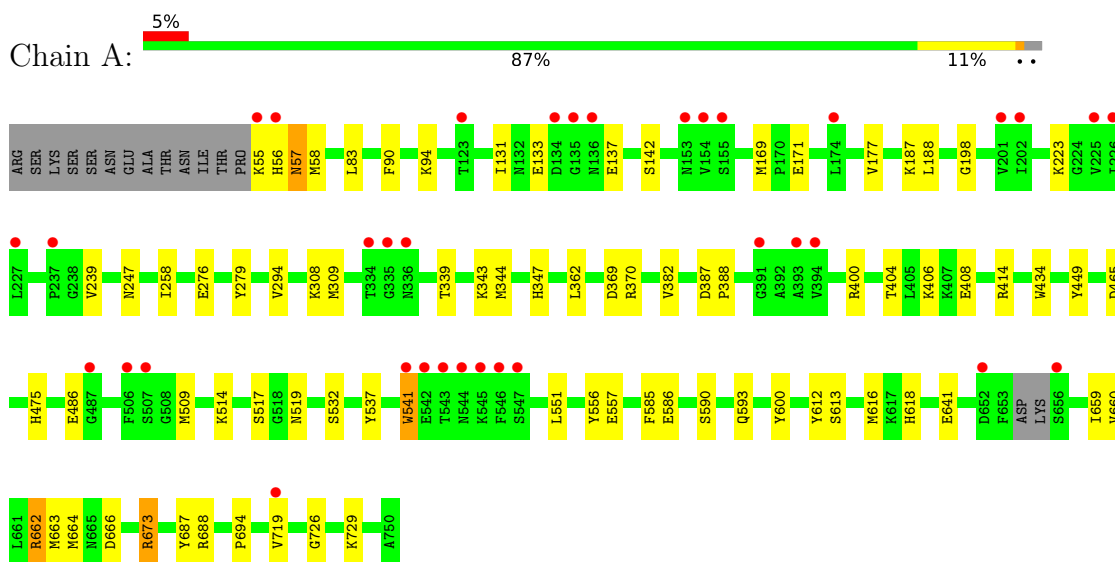 5%
Chain A:
87% 11% ••
ARG SER LYS SER SER ASN GLU ALA THR ASN ILE THR PRO K55 H56 N57 M58 L83 F90 K94 T123 I131 N132 E133 D134 G135 N136 E137 S142 N153 V154 S155 M169 P170 E171 L174 V177 K187 L188 G198 V201 I202 K223 G224 V225 I226
L227 P237 G238 V239 N247 I258 E276 Y279 V294 K308 M309 T334 G335 N336 T339 K343 M344 H347 L362 D369 R370 V382 D387 P388 G391 A392 A393 V394 R400 T404 L405 K406 K407 E408 R414 W434 Y449
H475 E486 G487 F506 S507 G508 M509 K514 S517 G518 N519 S532 Y537 W541 E542 T543 N544 K545 F546 S547 L551 Y556 E557 F585 E586 S590 Q593 Y600 Y612 S613 M616 K617 H618 E641 D652 F653 ASP LYS S656 I659
L661 R662 M663 M664 N665 D666 R673 Y687 R688 P694 V719 G726 K729 A750